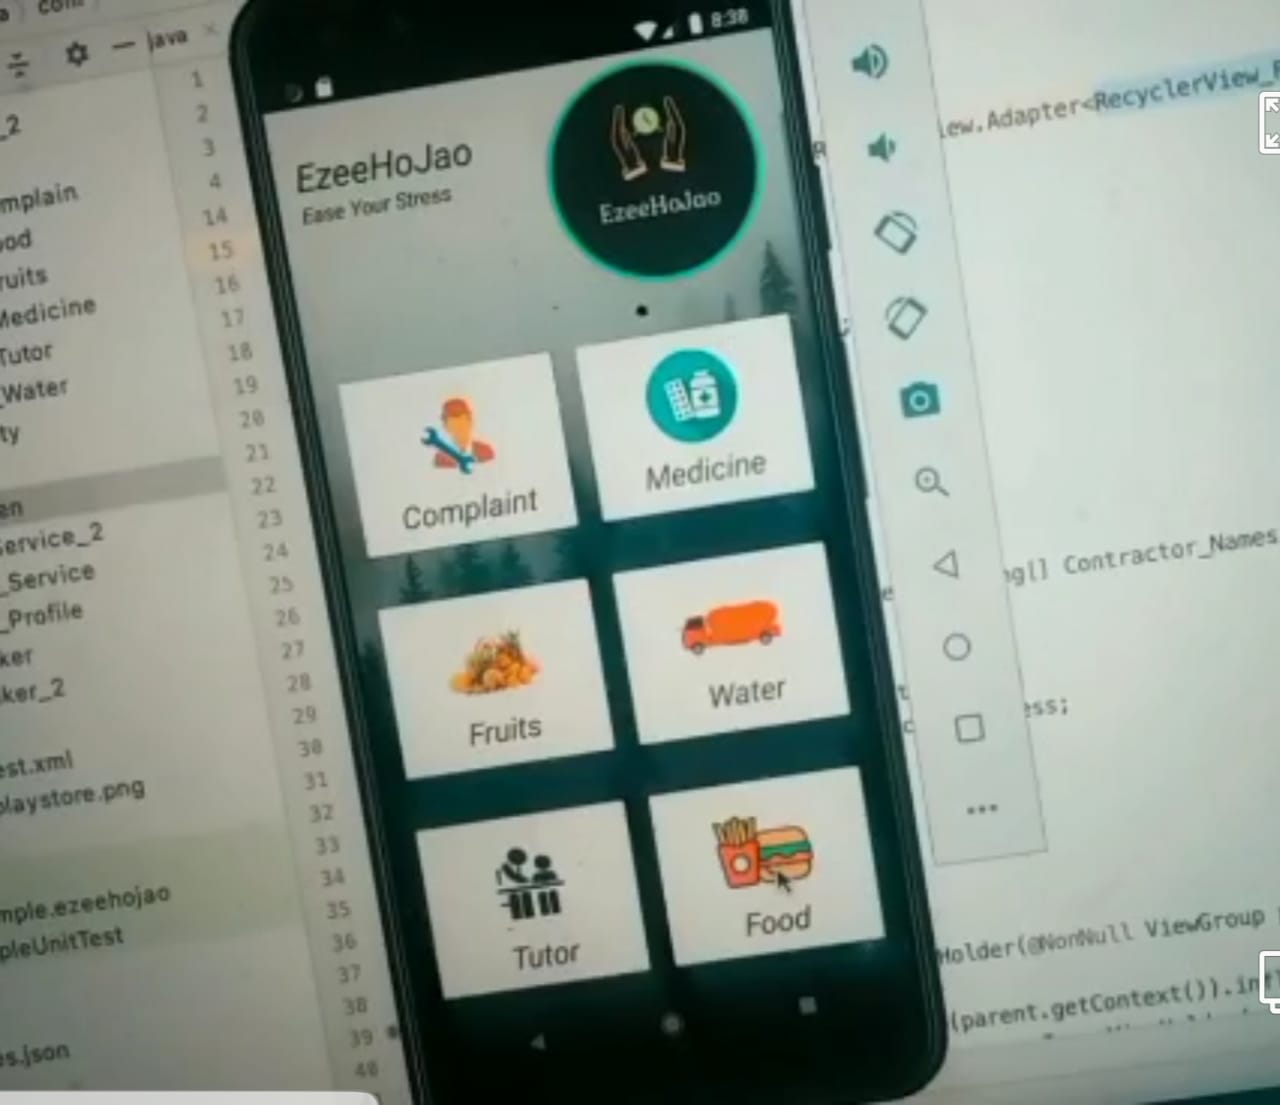 java
1
2
3
4
14
15
16
17
18
19
20
21
22
23
24
25
26
27
28
29
30
31
32
33
34
35
36
37
38
39
40
_2
mplain
ood
ruits
Medicine
Tutor
_Water
ty
en
Service_2
_Service
_Profile
ker
ker_2
est.xml
playstore.png
mple.ezeehojao
pleUnitTest
es.json
8:38
EzeeHoJao
Ease Your Stress
EzeeHoJao
Complaint
Medicine
Fruits
Water
Tutor
Food
iew.Adapter<RecyclerView_
ng[] Contractor_Names
ess;
Holder(@NonNull ViewGroup
(parent.getContext()).inf